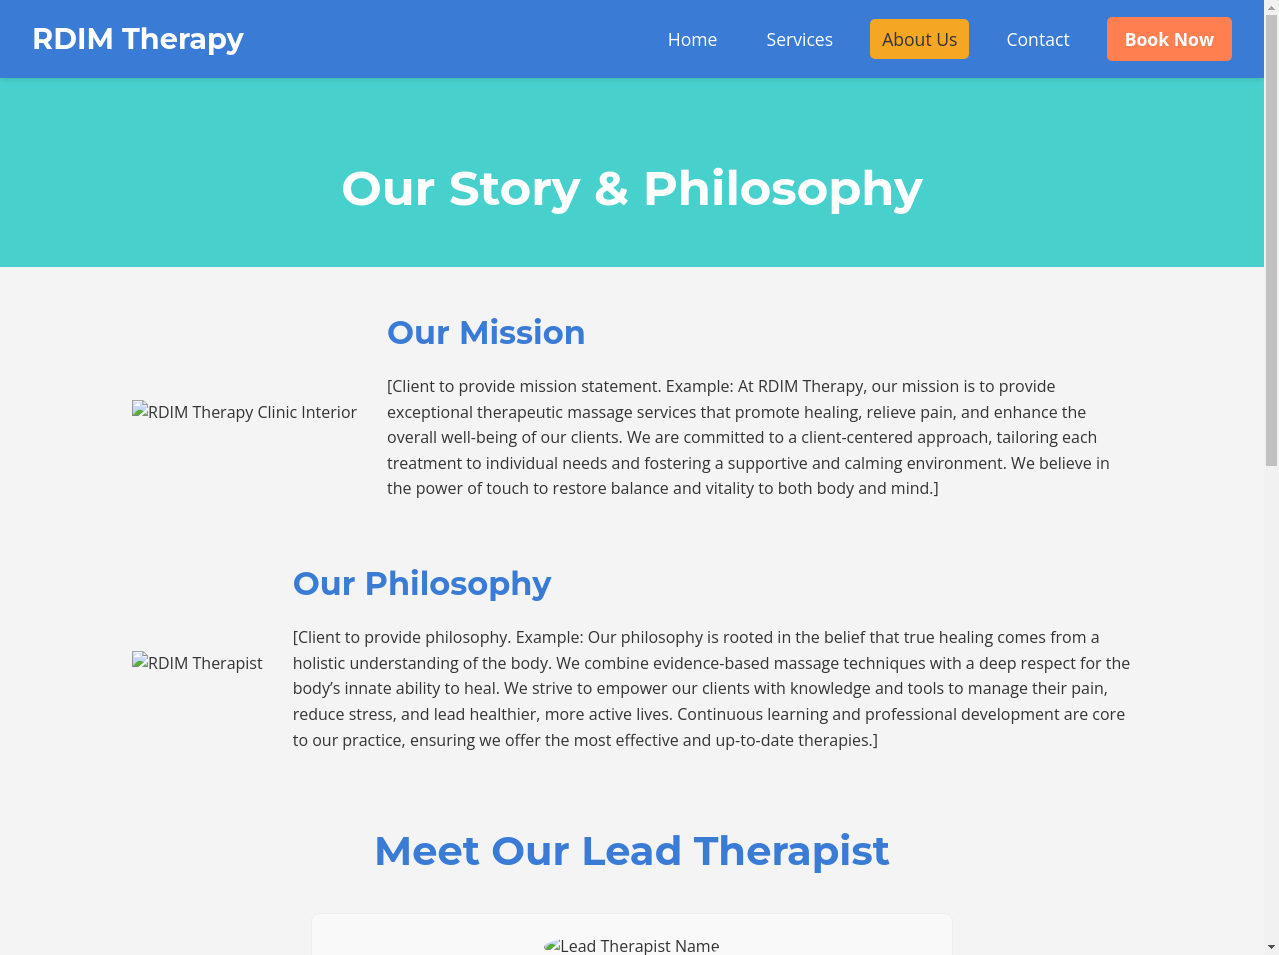 RDIM Therapy
Home
Services
About Us
Contact
Book Now
Our Story & Philosophy
Our Mission
[Client to provide mission statement. Example: At RDIM Therapy, our mission is to provide
exceptional therapeutic massage services that promote healing, relieve pain, and enhance the
overall well-being of our clients. We are committed to a client-centered approach, tailoring each
treatment to individual needs and fostering a supportive and calming environment. We believe in
the power of touch to restore balance and vitality to both body and mind.]
RDIM Therapy Clinic Interior
Our Philosophy
[Client to provide philosophy. Example: Our philosophy is rooted in the belief that true healing comes from a
holistic understanding of the body. We combine evidence-based massage techniques with a deep respect for the
body’s innate ability to heal. We strive to empower our clients with knowledge and tools to manage their pain,
reduce stress, and lead healthier, more active lives. Continuous learning and professional development are core
to our practice, ensuring we offer the most effective and up-to-date therapies.]
RDIM Therapist
Meet Our Lead Therapist
Lead Therapist Name